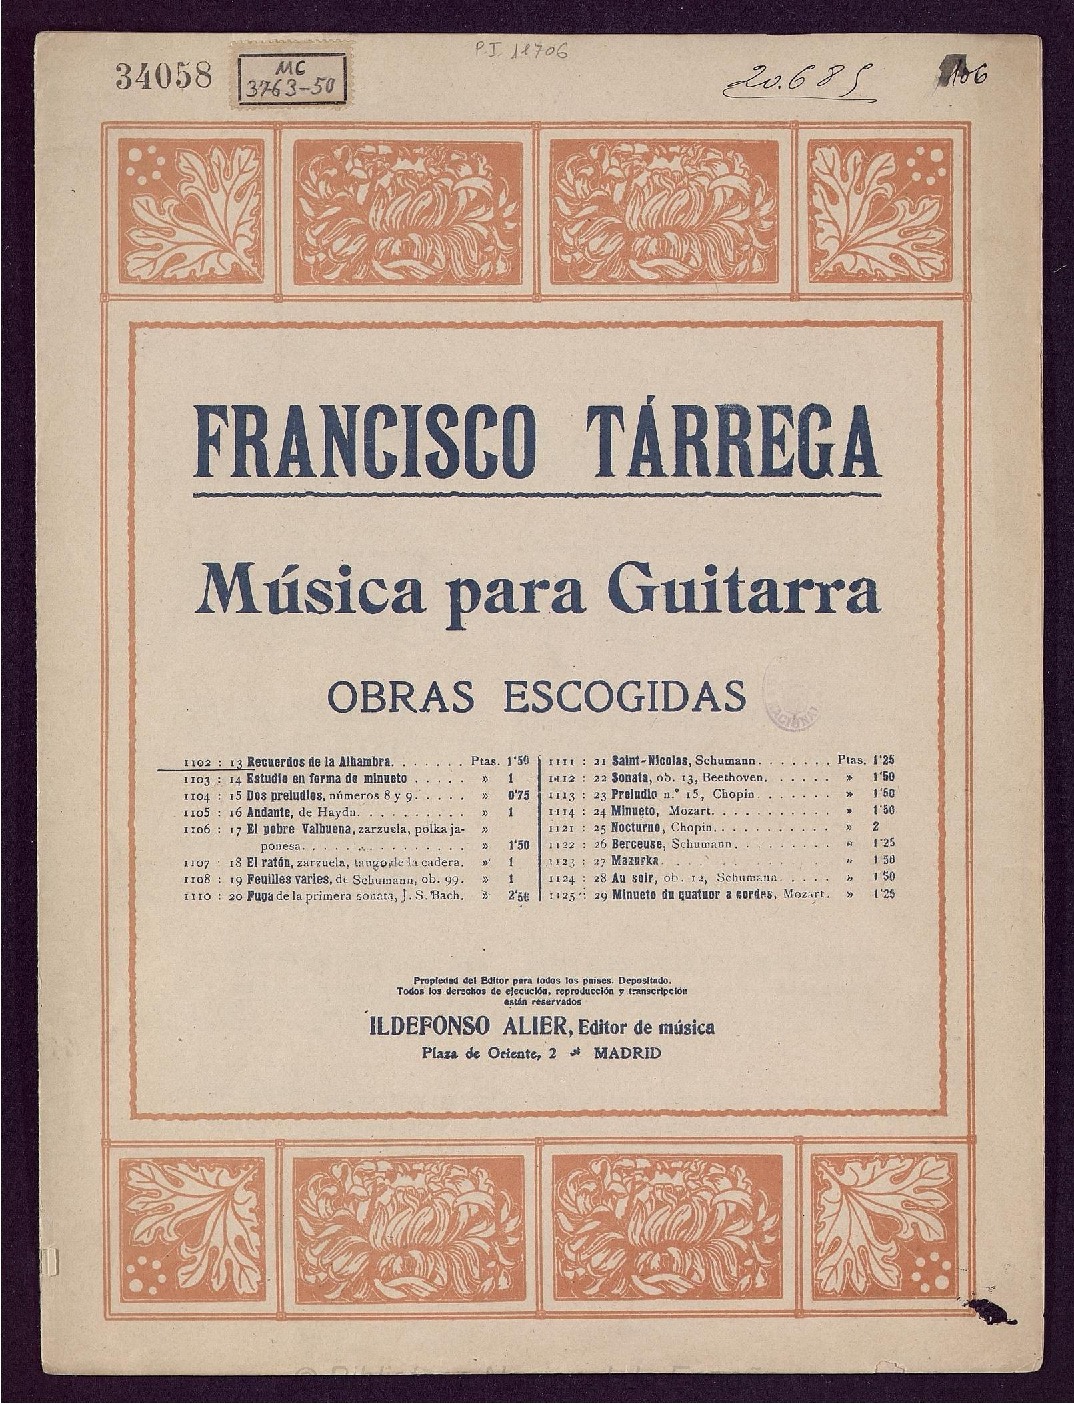 34058
MC
3763-50
P.I. 11706
20.685
106
FRANCISCO TÁRREGA
Música para Guitarra
OBRAS ESCOGIDAS
1102 : 13 Recuerdos de la Alhambra. . . . . . . Ptas. 1'50
1103 : 14 Estudio en forma de minueto . . . . . » 1
1104 : 15 Dos preludios, números 8 y 9. . . . . » 0'75
1105 : 16 Andante, de Haydn. . . . . . . . . . » 1
1106 : 17 El pobre Valbuena, zarzuela, polka ja- »
ponesa. . . . . . . . . . . . . 1'50
1107 : 18 El ratón, zarzuela, tango de la cadera. » 1
1108 : 19 Feuilles varies, de Schumann, ob. 99. » 1
1110 : 20 Fuga de la primera sonata, J. S. Bach. » 2'50
1111 : 21 Saint-Nicolas, Schumann. . . . . . . Ptas. 1'25
1112 : 22 Sonata, ob. 13, Beethoven. . . . . . » 1'50
1113 : 23 Preludio n.º 15, Chopin. . . . . . . » 1'50
1114 : 24 Minueto, Mozart. . . . . . . . . . . » 1'50
1121 : 25 Nocturno, Chopin. . . . . . . . . . » 2
1122 : 26 Berceuse, Schumann. . . . . . . . . » 1'25
1123 : 27 Mazurka. . . . . . . . . . . . . . » 1'50
1124 : 28 Au soir, ob. 12, Schumann. . . . . . » 1'50
1125 : 29 Minueto du quatuor a cordes, Mozart. » 1'25
Propiedad del Editor para todos los países. Depositado.
Todos los derechos de ejecución, reproducción y transcripción
están reservados
ILDEFONSO ALIER, Editor de música
Plaza de Oriente, 2 MADRID